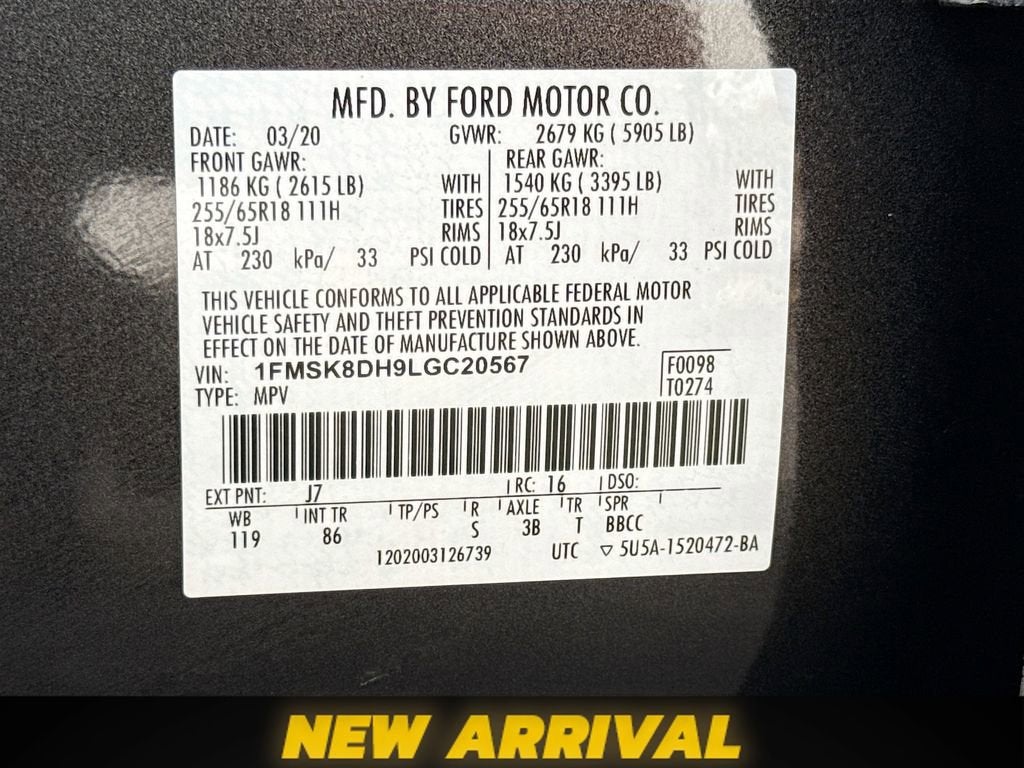 MFD. BY FORD MOTOR CO.
DATE: 03/20 GVWR: 2679 KG ( 5905 LB)
FRONT GAWR: REAR GAWR:
1186 KG ( 2615 LB) WITH 1540 KG ( 3395 LB) WITH
255/65R18 111H TIRES 255/65R18 111H TIRES
18x7.5J RIMS 18x7.5J RIMS
AT 230 kPa/ 33 PSI COLD AT 230 kPa/ 33 PSI COLD
THIS VEHICLE CONFORMS TO ALL APPLICABLE FEDERAL MOTOR
VEHICLE SAFETY AND THEFT PREVENTION STANDARDS IN
EFFECT ON THE DATE OF MANUFACTURE SHOWN ABOVE.
VIN: 1FMSK8DH9LGC20567 F0098
TYPE: MPV T0274
EXT PNT: J7 RC: 16 DSO:
WB INT TR TP/PS R AXLE TR SPR
119 86 S 3B T BBCC
1202003126739 UTC ▽ 5U5A-1520472-BA
NEW ARRIVAL